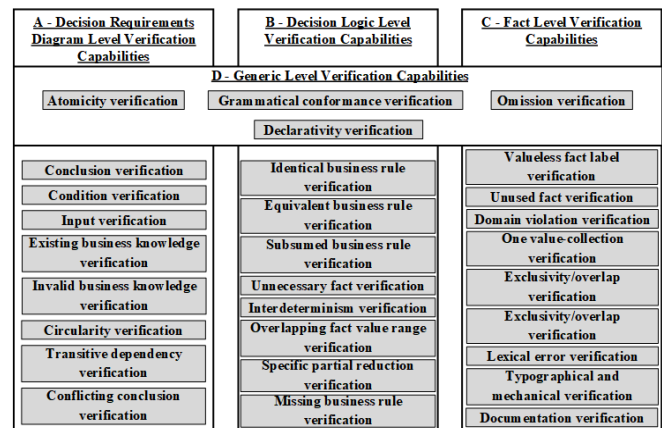 A - Decision Requirements
Diagram Level Verification
Capabilities
B - Decision Logic Level
Verification Capabilities
C - Fact Level Verification
Capabilities
D - Generic Level Verification Capabilities
Atomicity verification
Grammatical conformance verification
Omission verification
Declarativity verification
Conclusion verification
Condition verification
Input verification
Existing business knowledge
verification
Invalid business knowledge
verification
Circularity verification
Transitive dependency
verification
Conflicting conclusion
verification
Identical business rule
verification
Equivalent business rule
verification
Subsumed business rule
verification
Unnecessary fact verification
Interdeterminism verification
Overlapping fact value range
verification
Specific partial reduction
verification
Missing business rule
verification
Valueless fact label
verification
Unused fact verification
Domain violation verification
One value-collection
verification
Exclusivity/overlap
verification
Exclusivity/overlap
verification
Lexical error verification
Typographical and
mechanical verification
Documentation verification